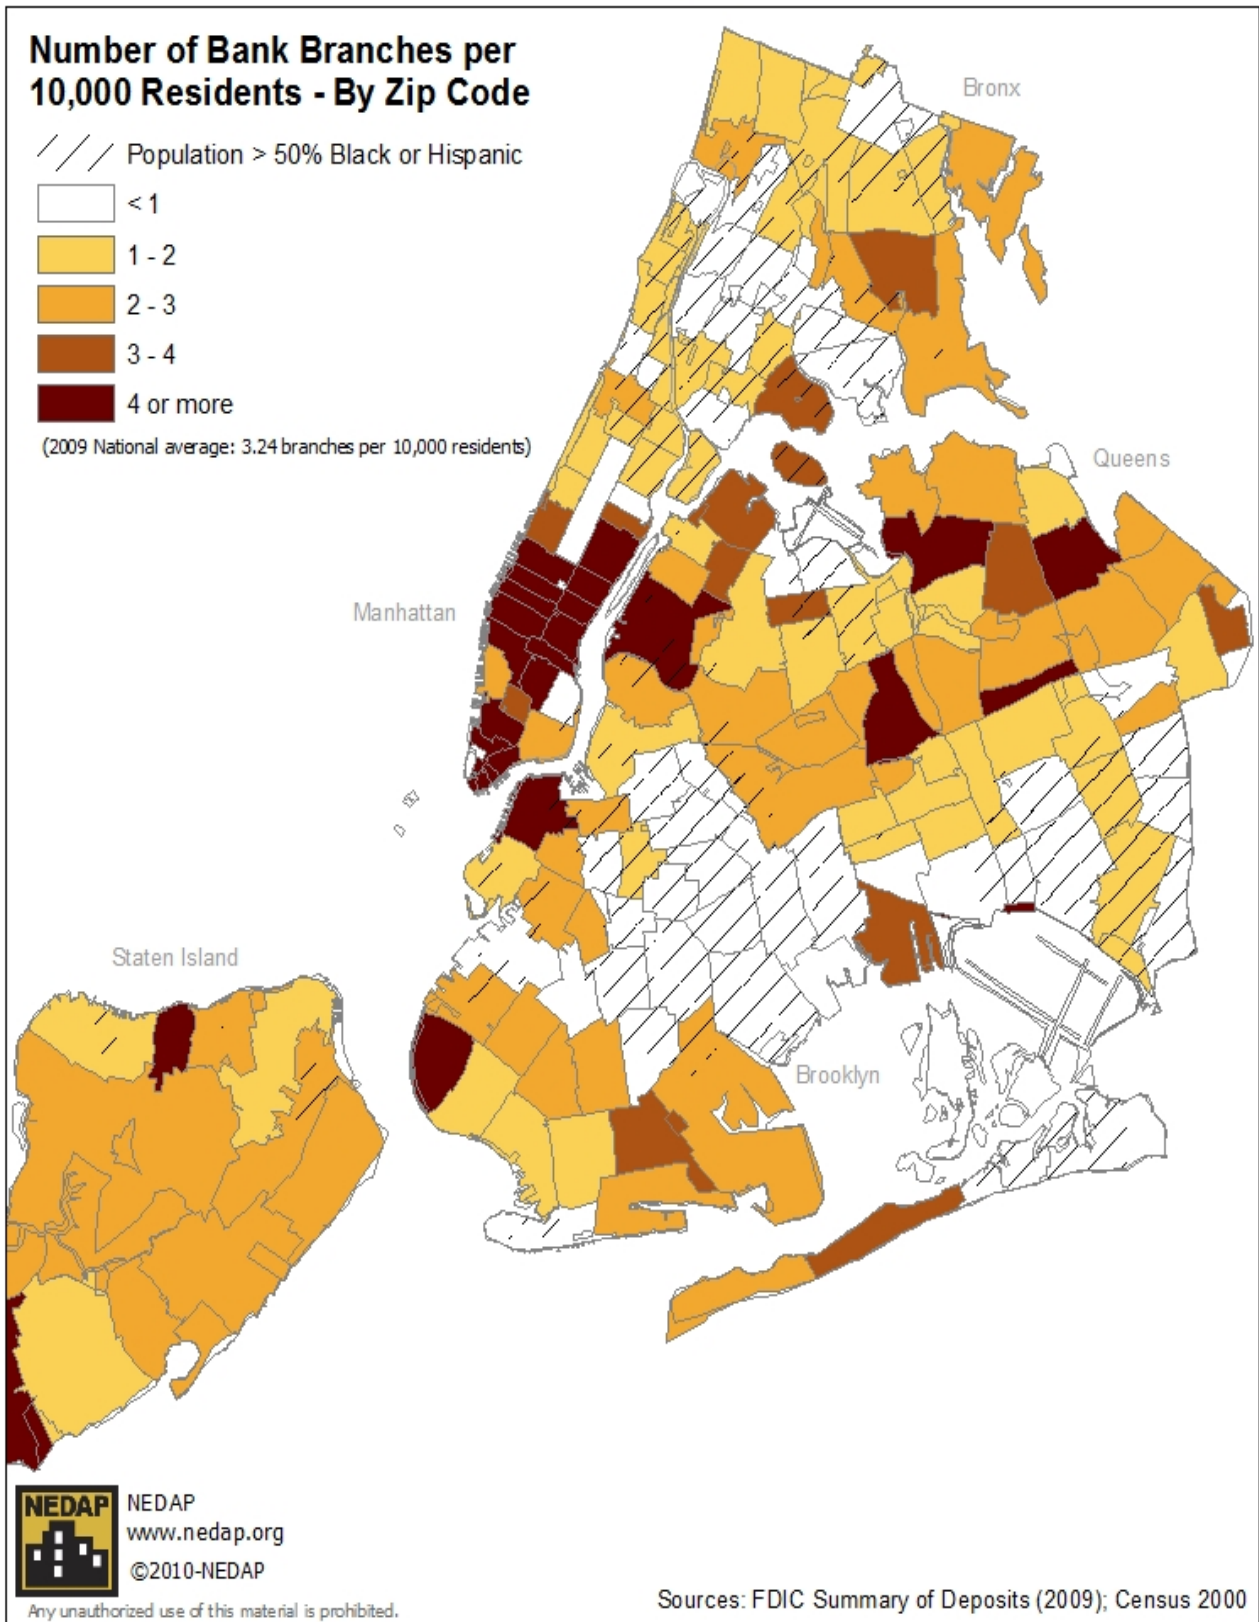 Number of Bank Branches per
10,000 Residents - By Zip Code
Population > 50% Black or Hispanic
< 1
1 - 2
2 - 3
3 - 4
4 or more
(2009 National average: 3.24 branches per 10,000 residents)
Bronx
Queens
Manhattan
Staten Island
Brooklyn
NEDAP
NEDAP
www.nedap.org
©2010-NEDAP
Any unauthorized use of this material is prohibited.
Sources: FDIC Summary of Deposits (2009); Census 2000